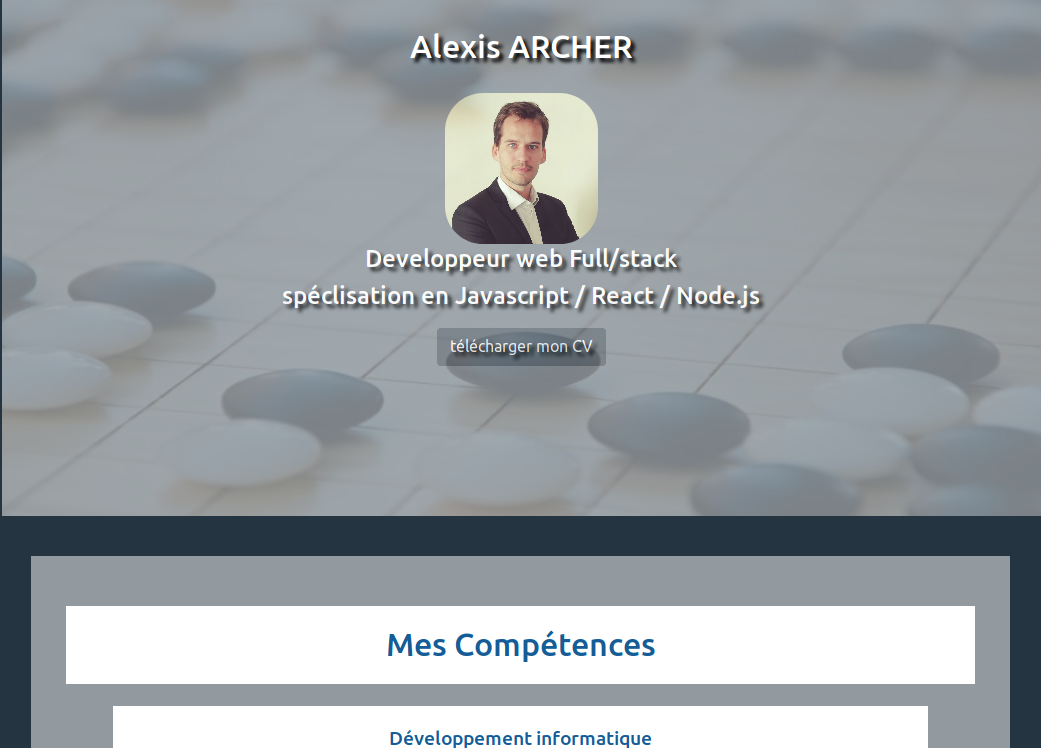 Alexis ARCHER
Developpeur web Full/stack
spéclisation en Javascript / React / Node.js
télécharger mon CV
Mes Compétences
Développement informatique